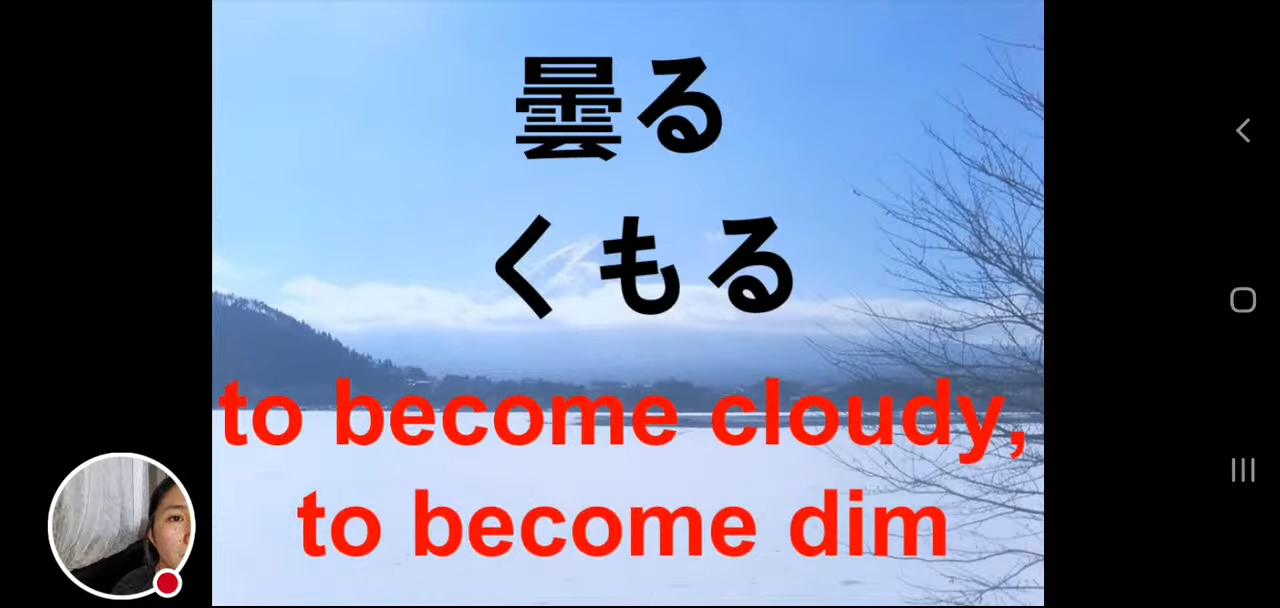 曇る
くもる
to become cloudy,
to become dim